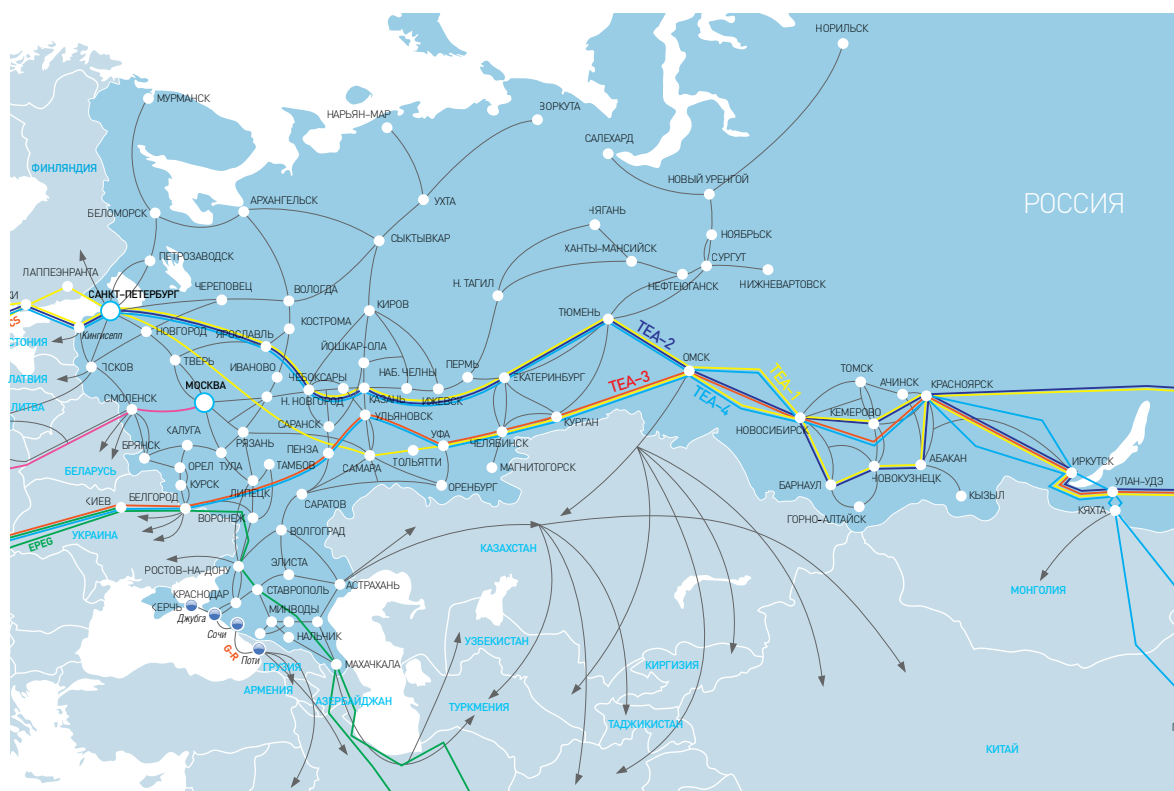 НОРИЛЬСК
МУРМАНСК
НАРЬЯН-МАР
ВОРКУТА
САЛЕХАРД
ФИНЛЯНДИЯ
НОВЫЙ УРЕНГОЙ
АРХАНГЕЛЬСК
УХТА
РОССИЯ
БЕЛОМОРСК
НЯГАНЬ
НОЯБРЬСК
СЫКТЫВКАР
ХАНТЫ-МАНСИЙСК
ПЕТРОЗАВОДСК
СУРГУТ
ЛАППЕЭНРАНТА
ЧЕРЕПОВЕЦ
ВОЛОГДА
Н. ТАГИЛ
НЕФТЕЮГАНСК
НИЖНЕВАРТОВСК
САНКТ-ПЕТЕРБУРГ
КИРОВ
КИ
CS
ТЮМЕНЬ
КОСТРОМА
Кингисепп
НОВГОРОД
ЯРОСЛАВЛЬ
TEA-2
СТОНИЯ
ЙОШКАР-ОЛА
ТВЕРЬ
ИВАНОВО
ПЕРМЬ
ОМСК
ПСКОВ
ЛАТВИЯ
ЧЕБОКСАРЫ
НАБ. ЧЕЛНЫ
ЕКАТЕРИНБУРГ
TEA-3
TEA-1
ТОМСК
АЧИНСК
КРАСНОЯРСК
МОСКВА
СМОЛЕНСК
ЛИТВА
Н. НОВГОРОД
КАЗАНЬ
ИЖЕВСК
TEA-4
УЛЬЯНОВСК
КЕМЕРОВО
КУРГАН
САРАНСК
НОВОСИБИРСК
КАЛУГА
УФА
БРЯНСК
РЯЗАНЬ
ЧЕЛЯБИНСК
ПЕНЗА
ТОЛЬЯТТИ
АБАКАН
ИРКУТСК
ОРЕЛ
ТУЛА
ТАМБОВ
САМАРА
МАГНИТОГОРСК
БЕЛАРУСЬ
НОВОКУЗНЕЦК
УЛАН-УДЭ
КУРСК
ОРЕНБУРГ
БАРНАУЛ
ЛИПЕЦК
КЫЗЫЛ
КИЕВ
БЕЛГОРОД
САРАТОВ
КЯХТА
ВОРОНЕЖ
ГОРНО-АЛТАЙСК
УКРАИНА
ВОЛГОГРАД
EPEG
КАЗАХСТАН
РОСТОВ-НА-ДОНУ
ЭЛИСТА
АСТРАХАНЬ
СТАВРОПОЛЬ
МОНГОЛИЯ
КРАСНОДАР
КЕРЧЬ
МИНВОДЫ
Джубга
Сочи
НАЛЬЧИК
УЗБЕКИСТАН
G-R
Поти
ГРУЗИЯ
МАХАЧКАЛА
КИРГИЗИЯ
АРМЕНИЯ
АЗЕРБАЙДЖАН
ТУРКМЕНИЯ
ТАДЖИКИСТАН
КИТАЙ